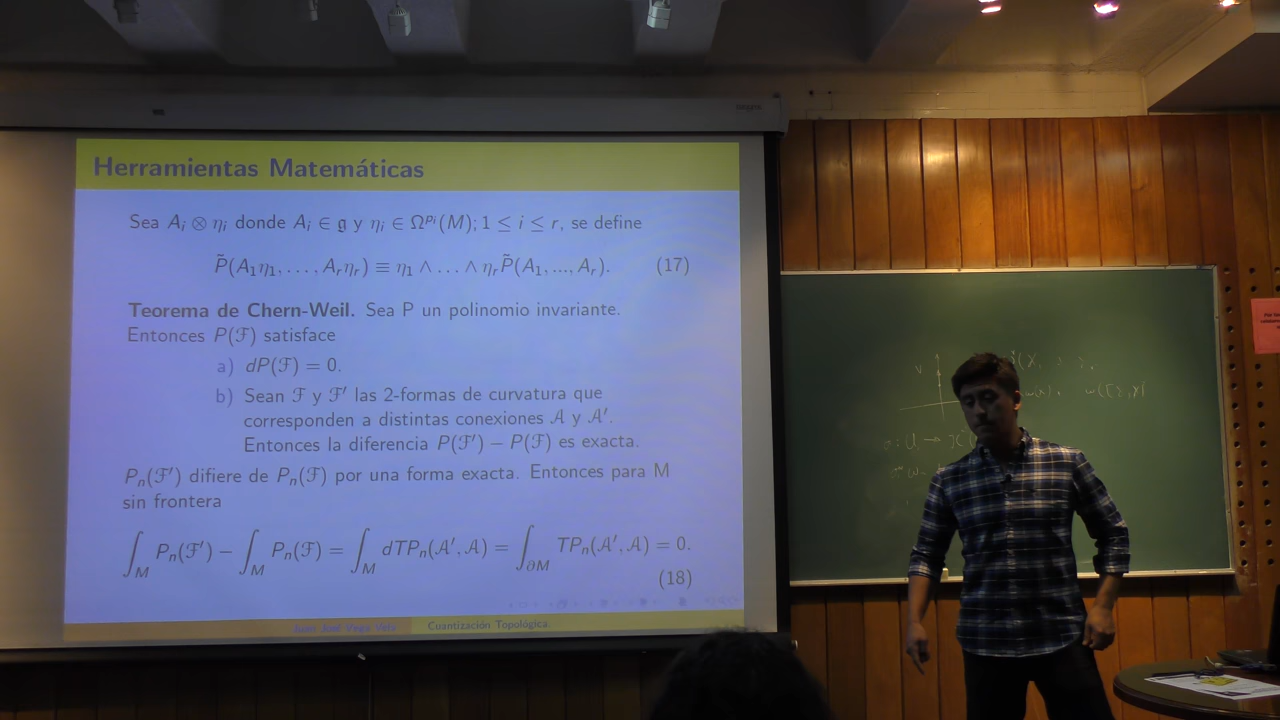 Herramientas Matemáticas
Sea A_i ⊗ η_i donde A_i ∈ 𝔤 y η_i ∈ Ω^{p_i}(M); 1 ≤ i ≤ r, se define
P̃(A_1η_1, . . . , A_rη_r) ≡ η_1 ∧ . . . ∧ η_r P̃(A_1, ..., A_r). (17)
Teorema de Chern-Weil. Sea P un polinomio invariante.
Entonces P(ℱ) satisface
a) dP(ℱ) = 0.
b) Sean ℱ y ℱ′ las 2-formas de curvatura que
corresponden a distintas conexiones 𝒜 y 𝒜′.
Entonces la diferencia P(ℱ′) − P(ℱ) es exacta.
P_n(ℱ′) difiere de P_n(ℱ) por una forma exacta. Entonces para M
sin frontera
∫_M P_n(ℱ′) − ∫_M P_n(ℱ) = ∫_M dTP_n(𝒜′, 𝒜) = ∫_{∂M} TP_n(𝒜′, 𝒜) = 0.
(18)
Cuantización Topológica